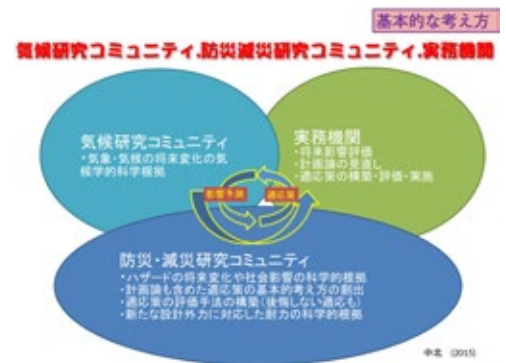 基本的な考え方
気候研究コミュニティ,防災減災研究コミュニティ,実務機関
気候研究コミュニティ
・気象・気候の将来変化の気
候学的科学根拠
実務機関
・将来影響評価
・計画論の見直し
・適応策の構築・評価・実施
影響予測
適応策
防災・減災研究コミュニティ
・ハザードの将来変化や社会影響の科学的根拠
・計画論も含めた適応策の基本的考え方の創出
・適応策の評価手法の構築(後悔しない適応も)
・新たな設計外力に対応した耐力の科学的根拠
中北 (2015)